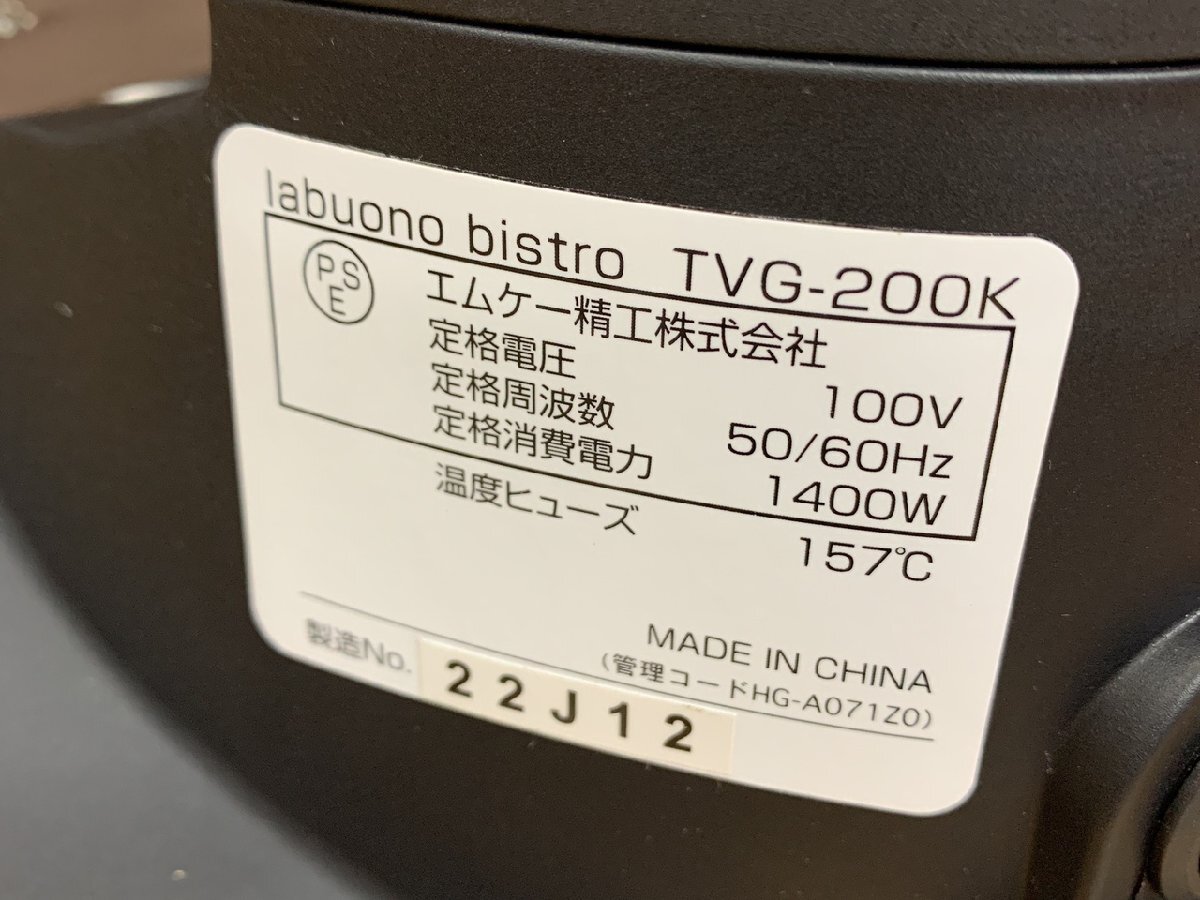 labuono bistro TVG-200K
PSE
エムケー精工株式会社
定格電圧 100V
定格周波数 50/60Hz
定格消費電力 1400W
温度ヒューズ 157℃
MADE IN CHINA
(管理コードHG-A071Z0)
製造No. 22J12